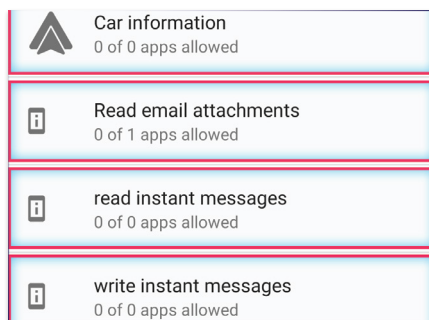 Car information
0 of 0 apps allowed
Read email attachments
0 of 1 apps allowed
read instant messages
0 of 0 apps allowed
write instant messages
0 of 0 apps allowed